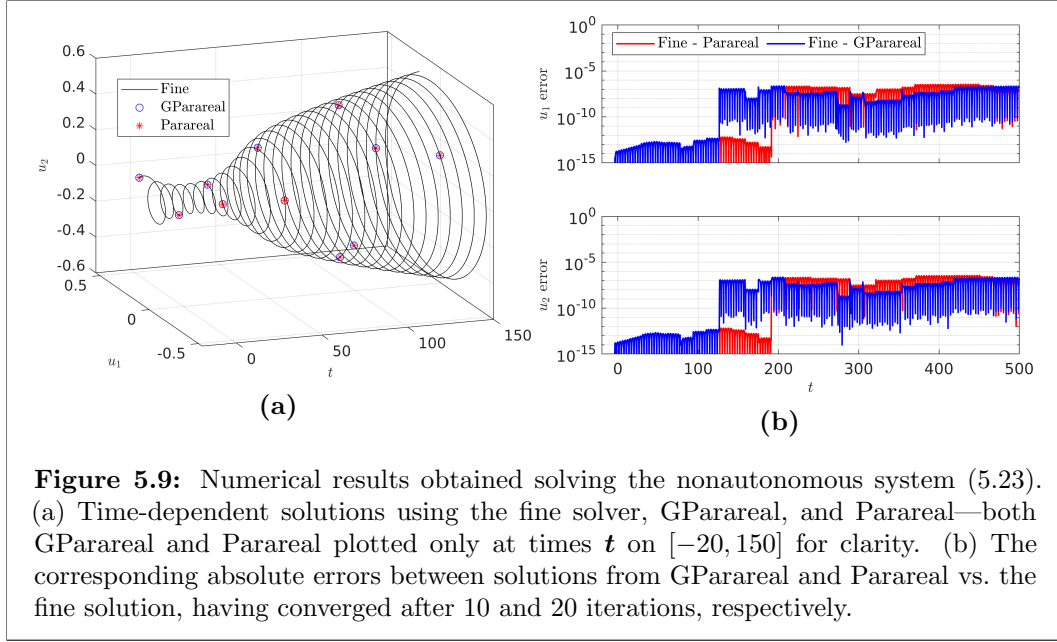 0.6
0.4
0.2
0
-0.2
-0.4
-0.6
u₂
Fine
GParareal
Parareal
0.5
0
-0.5
u₁
0
50
100
150
t
(a)
10⁰
10⁻⁵
10⁻¹⁰
10⁻¹⁵
u₁ error
Fine - Parareal
Fine - GParareal
10⁰
10⁻⁵
10⁻¹⁰
10⁻¹⁵
u₂ error
0
100
200
300
400
500
t
(b)
Figure 5.9: Numerical results obtained solving the nonautonomous system (5.23).
(a) Time-dependent solutions using the fine solver, GParareal, and Parareal—both
GParareal and Parareal plotted only at times t on [−20, 150] for clarity. (b) The
corresponding absolute errors between solutions from GParareal and Parareal vs. the
fine solution, having converged after 10 and 20 iterations, respectively.